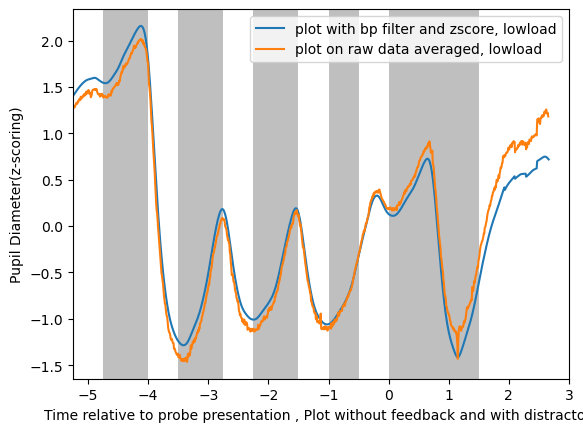 plot with bp filter and zscore, lowload
plot on raw data averaged, lowload
Pupil Diameter(z-scoring)
2.0
1.5
1.0
0.5
0.0
−0.5
−1.0
−1.5
−5 −4 −3 −2 −1 0 1 2 3
Time relative to probe presentation , Plot without feedback and with distracto